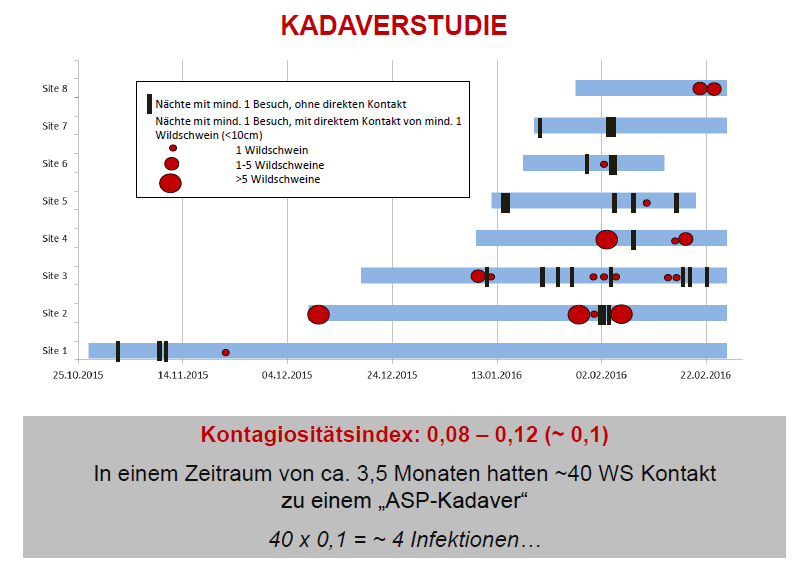 KADAVERSTUDIE
Nächte mit mind. 1 Besuch, ohne direkten Kontakt
Nächte mit mind. 1 Besuch, mit direktem Kontakt von mind. 1
Wildschwein (<10cm)
1 Wildschwein
1-5 Wildschweine
>5 Wildschweine
Site 8
Site 7
Site 6
Site 5
Site 4
Site 3
Site 2
Site 1
25.10.2015 14.11.2015 04.12.2015 24.12.2015 13.01.2016 02.02.2016 22.02.2016
Kontagiositätsindex: 0,08 – 0,12 (~ 0,1)
In einem Zeitraum von ca. 3,5 Monaten hatten ~40 WS Kontakt
zu einem „ASP-Kadaver“
40 x 0,1 = ~ 4 Infektionen…